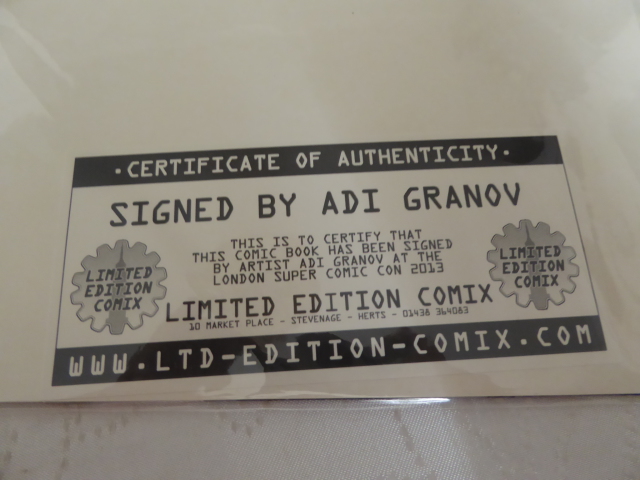 ·CERTIFICATE OF AUTHENTICITY·
SIGNED BY ADI GRANOV
THIS IS TO CERTIFY THAT
THIS COMIC BOOK HAS BEEN SIGNED
BY ARTIST ADI GRANOV AT THE
LONDON SUPER COMIC CON 2013
LIMITED
EDITION
COMIX
LIMITED
EDITION
COMIX
LIMITED EDITION COMIX
10 MARKET PLACE - STEVENAGE - HERTS - 01438 364083
WWW.LTD-EDITION-COMIX.COM